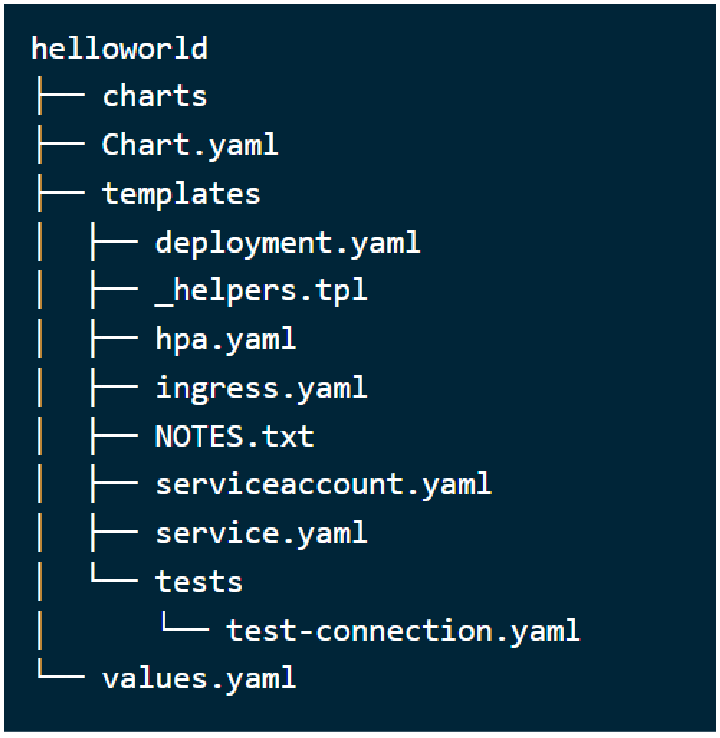 helloworld
├── charts
├── Chart.yaml
├── templates
│   ├── deployment.yaml
│   ├── _helpers.tpl
│   ├── hpa.yaml
│   ├── ingress.yaml
│   ├── NOTES.txt
│   ├── serviceaccount.yaml
│   ├── service.yaml
│   └── tests
│       └── test-connection.yaml
└── values.yaml